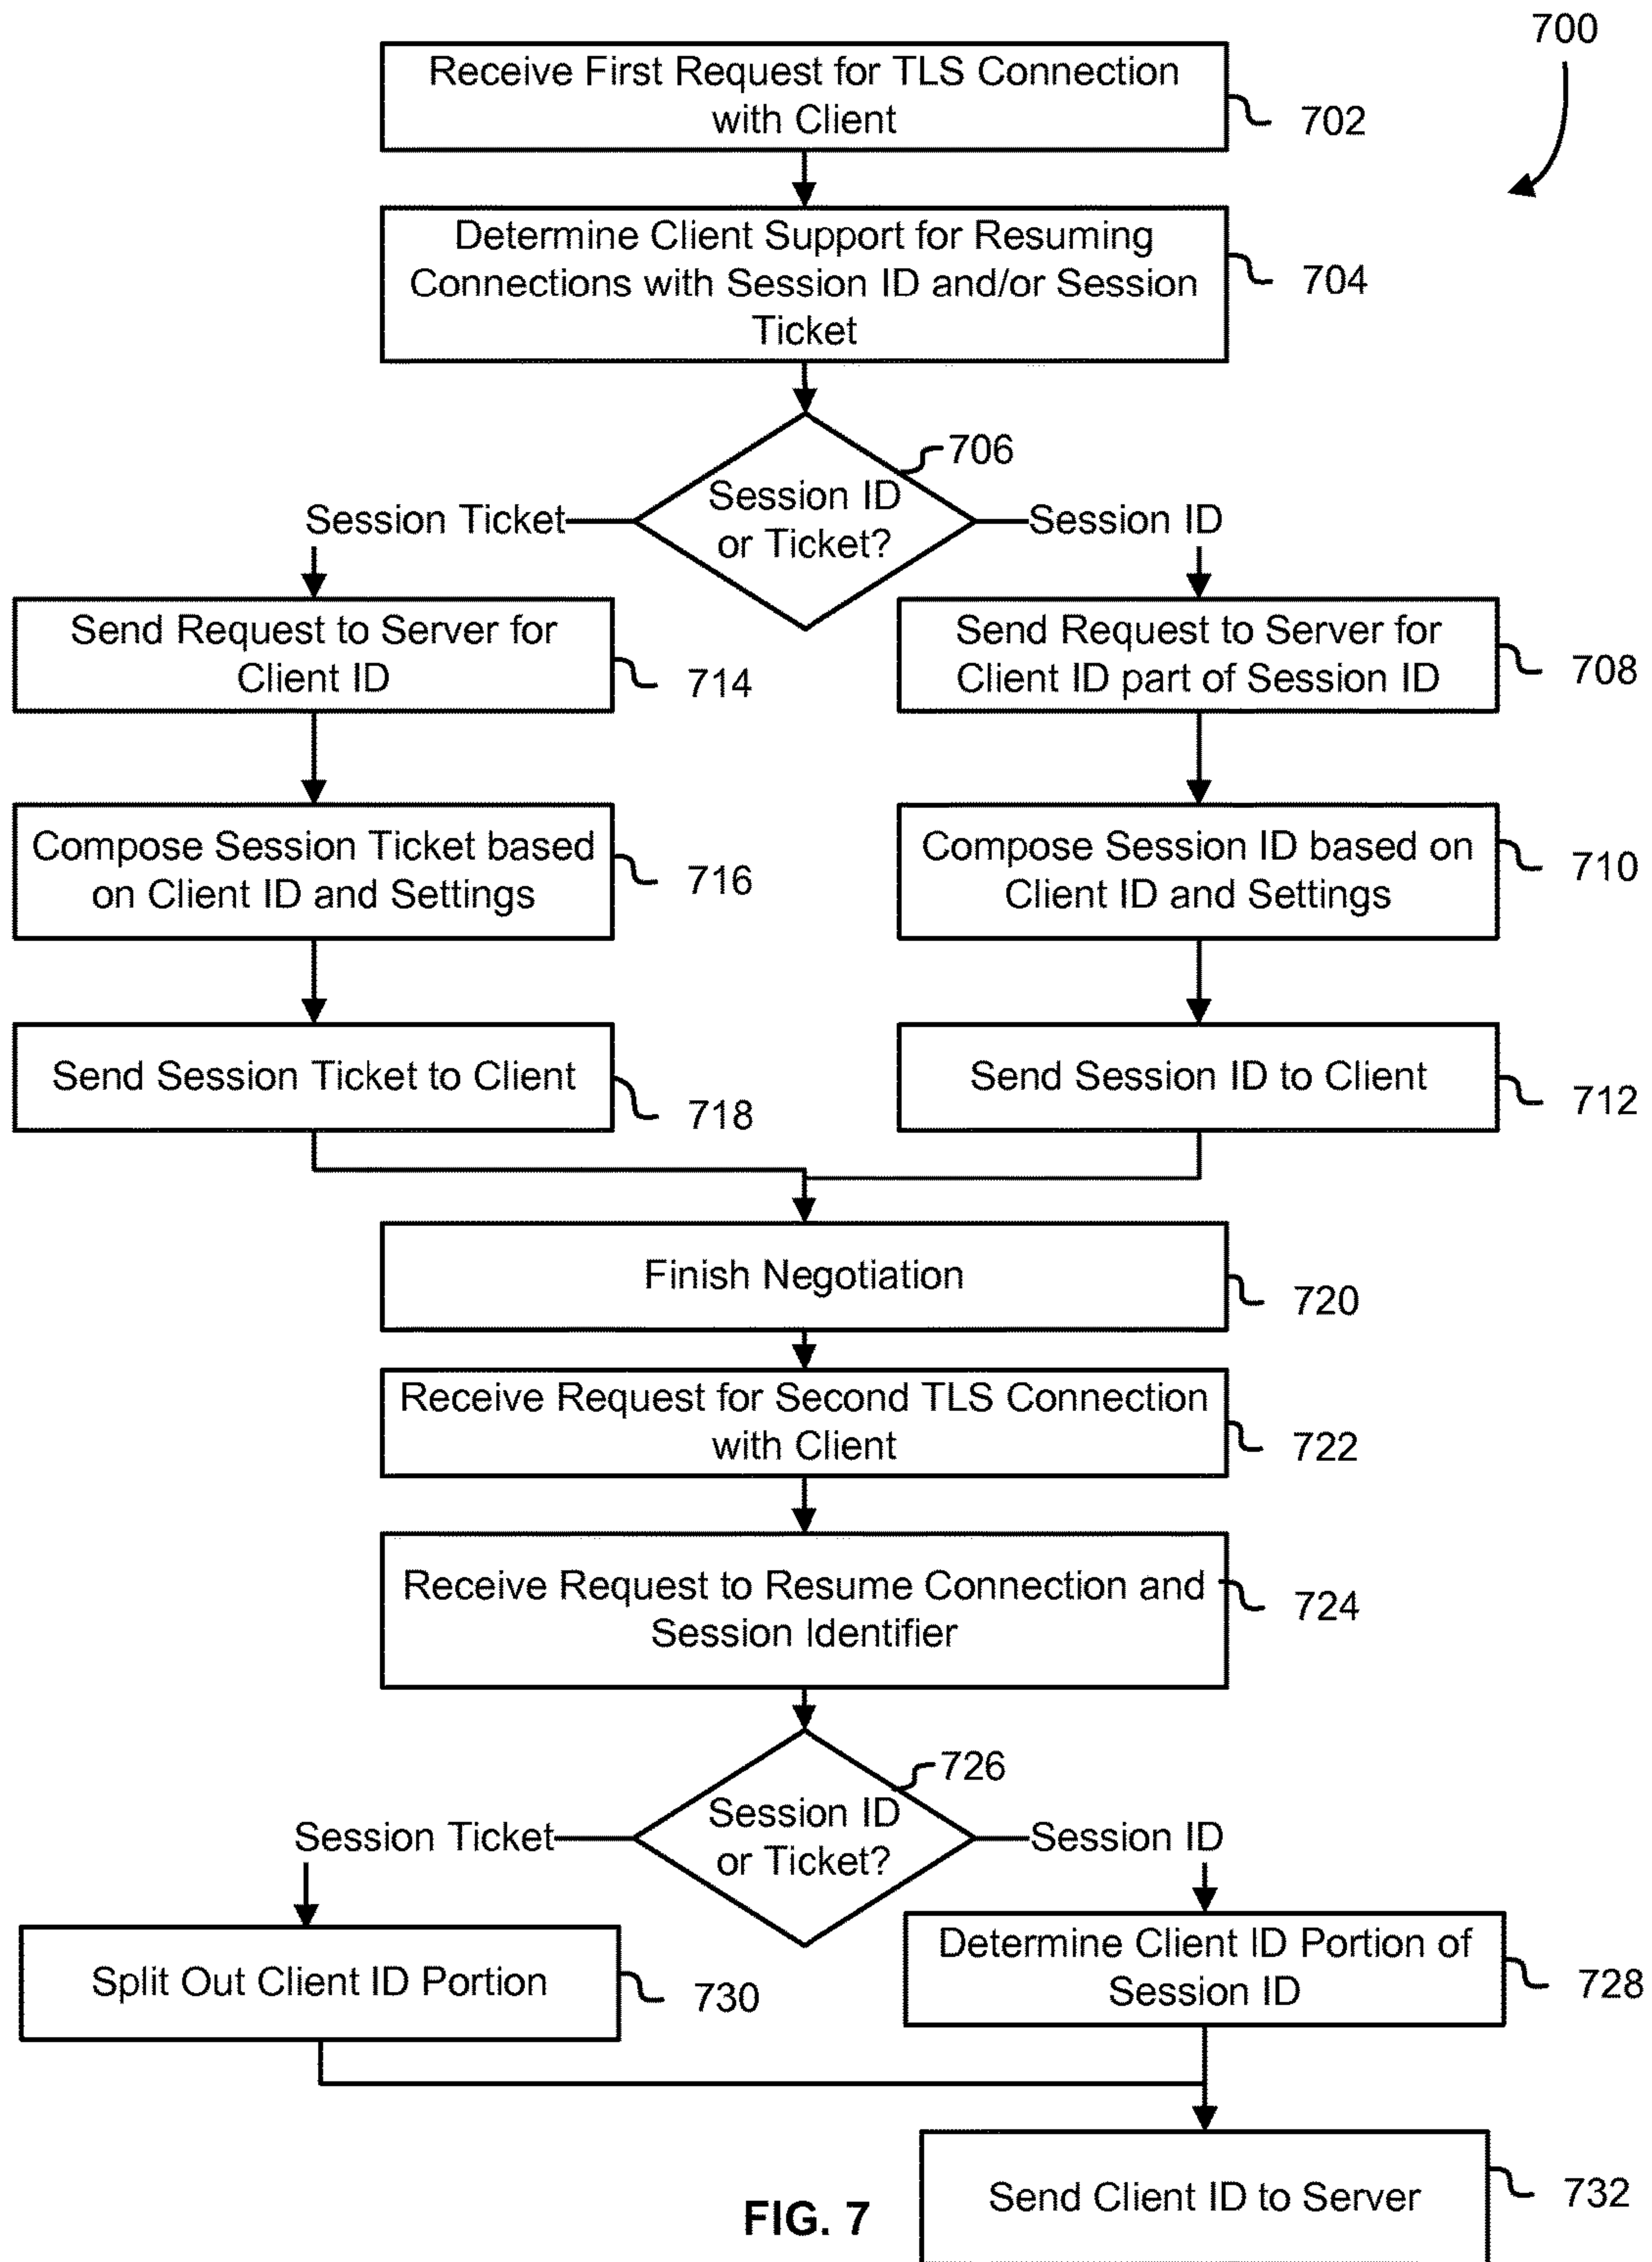 700
Receive First Request for TLS Connection
with Client
702
Determine Client Support for Resuming
Connections with Session ID and/or Session
Ticket
704
706
Session ID
or Ticket?
Session Ticket
Session ID
Send Request to Server for
Client ID
714
Send Request to Server for
Client ID part of Session ID
708
Compose Session Ticket based
on Client ID and Settings
716
Compose Session ID based on
Client ID and Settings
710
Send Session Ticket to Client
718
Send Session ID to Client
712
Finish Negotiation
720
Receive Request for Second TLS Connection
with Client
722
Receive Request to Resume Connection and
Session Identifier
724
726
Session ID
or Ticket?
Session Ticket
Session ID
Split Out Client ID Portion
730
Determine Client ID Portion of
Session ID
728
Send Client ID to Server
732
FIG. 7